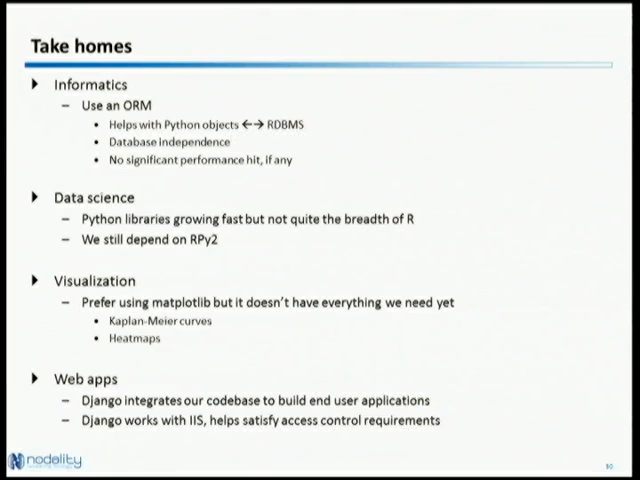 Take homes
Informatics
– Use an ORM
• Helps with Python objects ←→ RDBMS
• Database independence
• No significant performance hit, if any
Data science
– Python libraries growing fast but not quite the breadth of R
– We still depend on RPy2
Visualization
– Prefer using matplotlib but it doesn't have everything we need yet
• Kaplan-Meier curves
• Heatmaps
Web apps
– Django integrates our codebase to build end user applications
– Django works with IIS, helps satisfy access control requirements
nodality